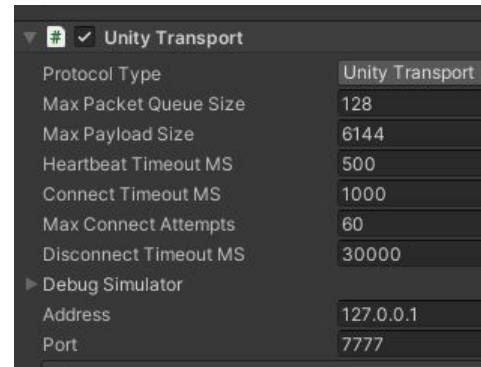 # Unity Transport
Protocol Type Unity Transport
Max Packet Queue Size 128
Max Payload Size 6144
Heartbeat Timeout MS 500
Connect Timeout MS 1000
Max Connect Attempts 60
Disconnect Timeout MS 30000
Debug Simulator
Address 127.0.0.1
Port 7777